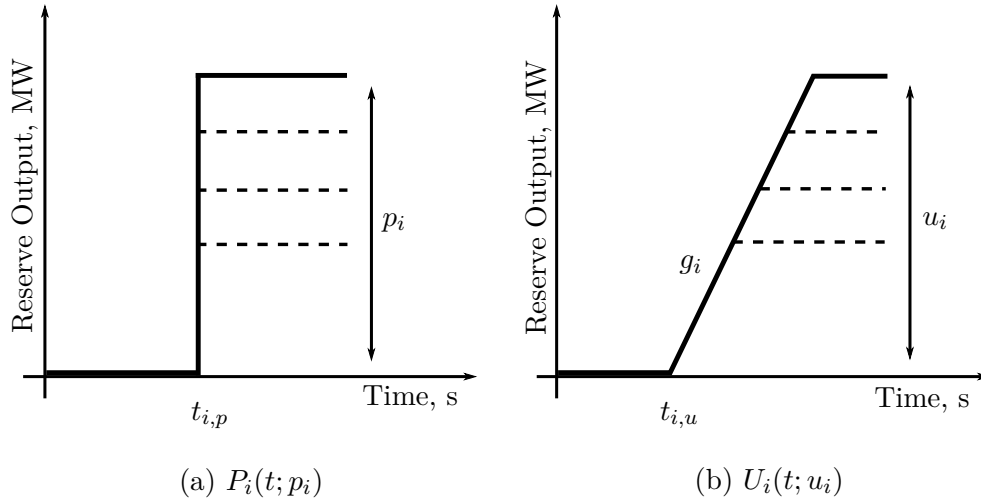 Reserve Output, MW
p_i
t_{i,p}
Time, s
(a) P_i(t; p_i)
Reserve Output, MW
g_i
u_i
t_{i,u}
Time, s
(b) U_i(t; u_i)